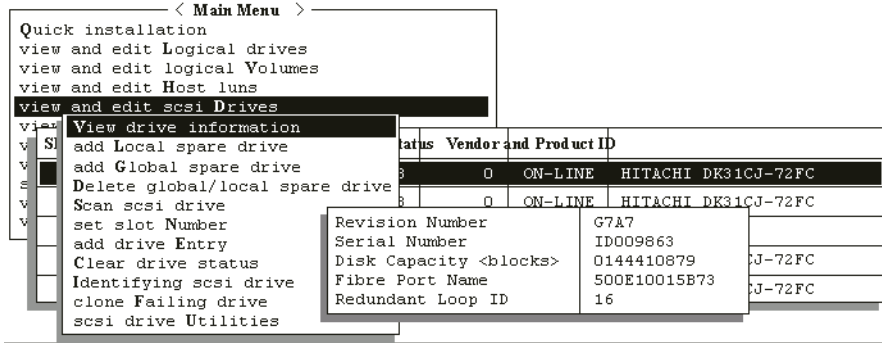 < Main Menu >
Quick installation
view and edit Logical drives
view and edit logical Volumes
view and edit Host luns
view and edit scsi Drives
View drive information
add Local spare drive
add Global spare drive
Delete global/local spare drive
Scan scsi drive
set slot Number
add drive Entry
Clear drive status
Identifying scsi drive
clone Failing drive
scsi drive Utilities
Vendor and Product ID
0 ON-LINE HITACHI DK31CJ-72FC
0 ON-LINE HITACHI DK31CJ-72FC
Revision Number G7A7
Serial Number ID009863
Disk Capacity <blocks> 0144410879
Fibre Port Name 500E10015B73
Redundant Loop ID 16
CJ-72FC
CJ-72FC